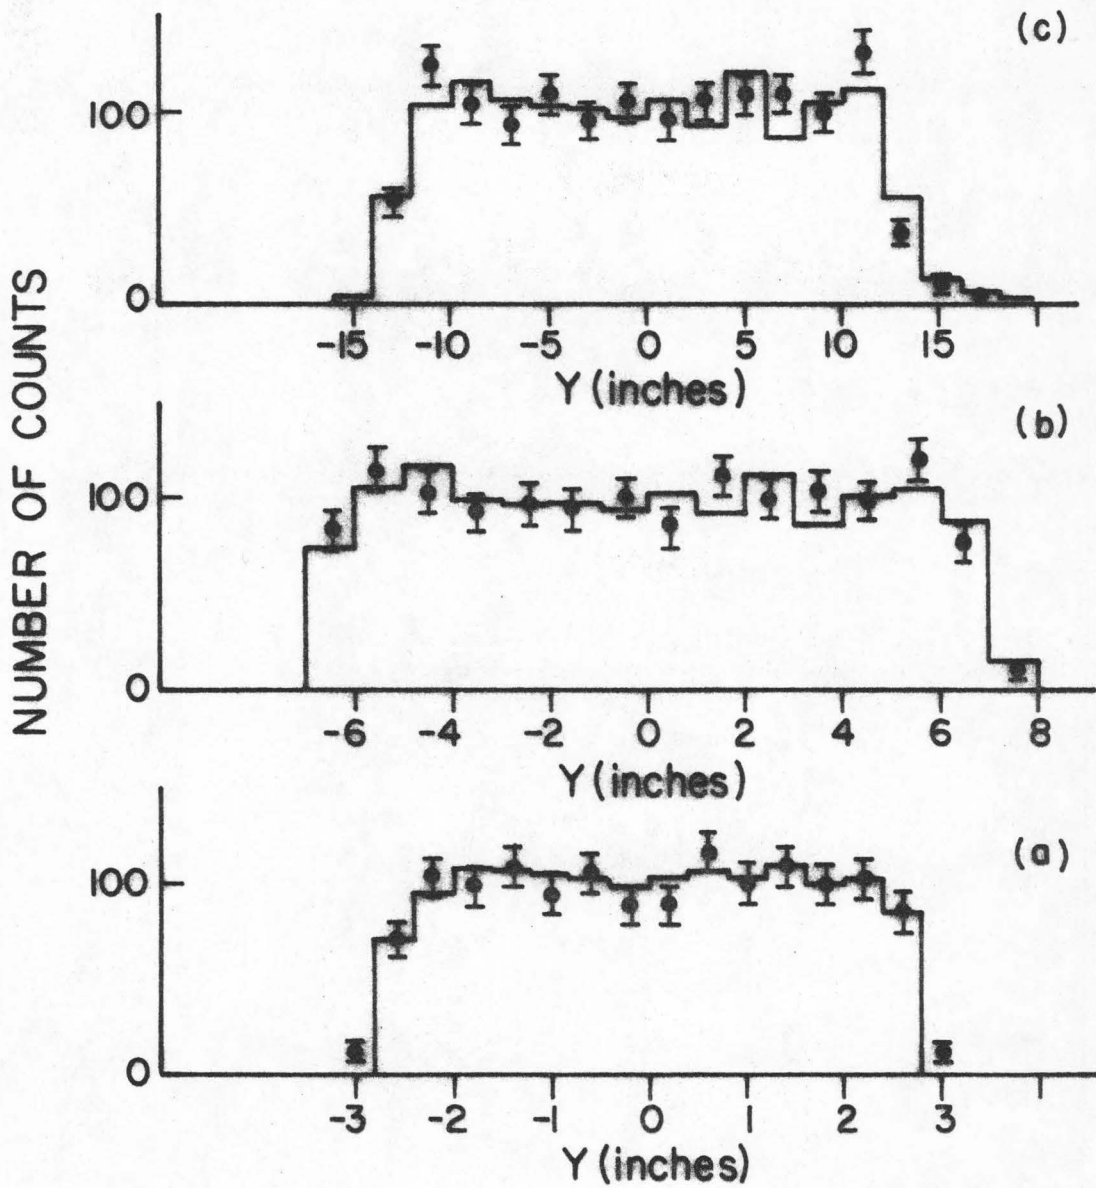 NUMBER OF COUNTS
(c)
100
0
-15 -10 -5 0 5 10 15
Y (inches)
(b)
100
0
-6 -4 -2 0 2 4 6 8
Y (inches)
(a)
100
0
-3 -2 -1 0 1 2 3
Y (inches)